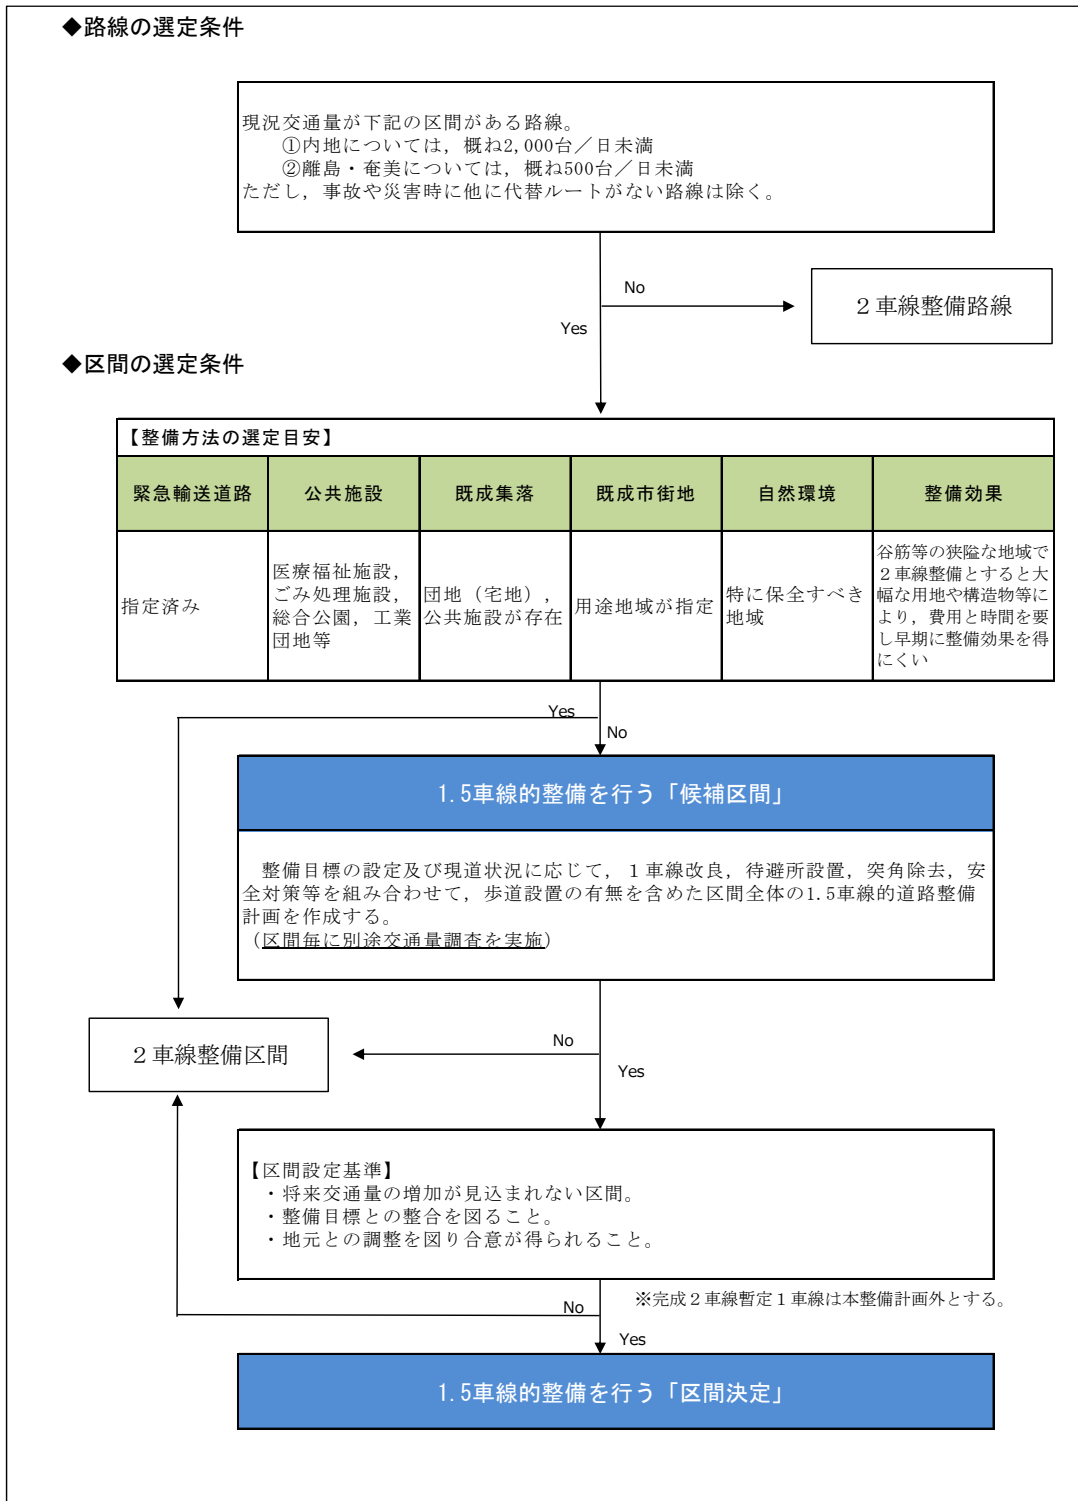 ◆路線の選定条件
現況交通量が下記の区間がある路線。
①内地については，概ね2,000台／日未満
②離島・奄美については，概ね500台／日未満
ただし，事故や災害時に他に代替ルートがない路線は除く。
No
２車線整備路線
Yes
◆区間の選定条件
【整備方法の選定目安】
緊急輸送道路
公共施設
既成集落
既成市街地
自然環境
整備効果
指定済み
医療福祉施設，
ごみ処理施設，
総合公園，工業
団地等
団地（宅地），
公共施設が存在
用途地域が指定
特に保全すべき
地域
谷筋等の狭隘な地域で
２車線整備とすると大
幅な用地や構造物等に
より，費用と時間を要
し早期に整備効果を得
にくい
Yes
No
1.5車線的整備を行う「候補区間」
整備目標の設定及び現道状況に応じて，１車線改良，待避所設置，突角除去，安
全対策等を組み合わせて，歩道設置の有無を含めた区間全体の1.5車線的道路整備
計画を作成する。
（区間毎に別途交通量調査を実施）
No
２車線整備区間
Yes
【区間設定基準】
・将来交通量の増加が見込まれない区間。
・整備目標との整合を図ること。
・地元との調整を図り合意が得られること。
No
※完成２車線暫定１車線は本整備計画外とする。
Yes
1.5車線的整備を行う「区間決定」